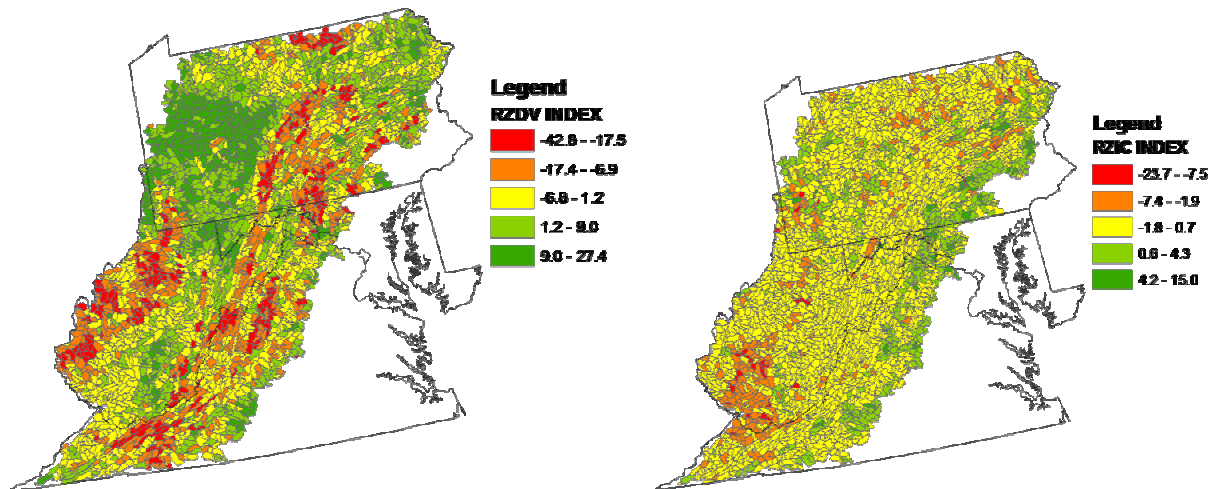 Legend
RZDV INDEX
-42.8 - -17.5
-17.4 - -6.9
-6.8 - 1.2
1.2 - 9.0
9.0 - 27.4
Legend
RZIC INDEX
-23.7 - -7.5
-7.4 - -1.9
-1.8 - 0.7
0.6 - 4.3
4.2 - 15.0